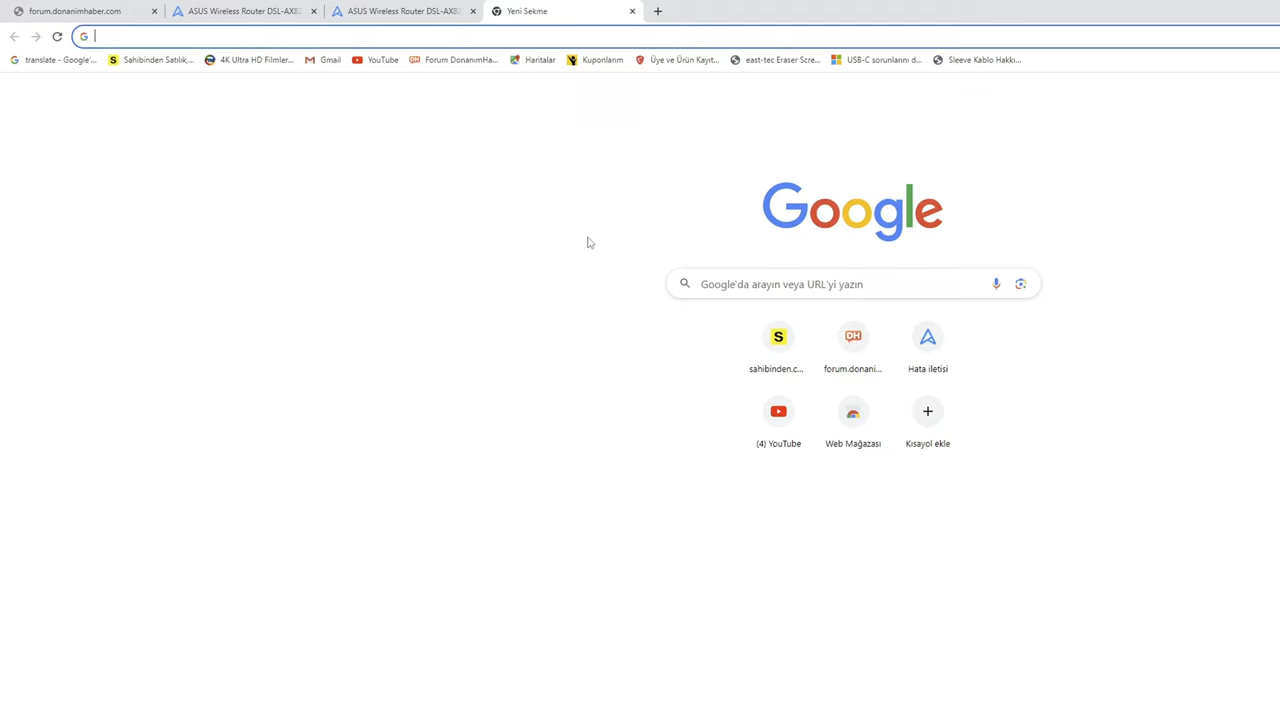 forum.donanimhaber.com
ASUS Wireless Router DSL-AX82
ASUS Wireless Router DSL-AX82
Yeni Sekme
translate - Google'...
Sahibinden Satılık,...
4K Ultra HD Filmler...
Gmail
YouTube
Forum DonanımHa...
Haritalar
Kuponlarım
Üye ve Ürün Kayıt...
east-tec Eraser Scre...
USB-C sorunlarını d...
Sleeve Kablo Hakkı...
Google
Google'da arayın veya URL'yi yazın
S
DH
sahibinden.c...
forum.donani...
Hata iletisi
(4) YouTube
Web Mağazası
Kısayol ekle